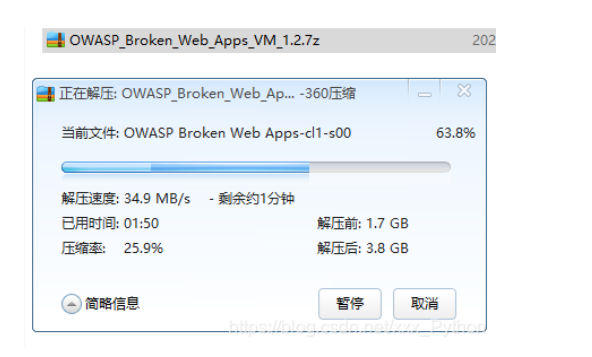 OWASP_Broken_Web_Apps_VM_1.2.7z 202
正在解压: OWASP_Broken_Web_Ap... -360压缩
当前文件: OWASP Broken Web Apps-cl1-s00 63.8%
解压速度: 34.9 MB/s - 剩余约1分钟
已用时间: 01:50 解压前: 1.7 GB
压缩率: 25.9% 解压后: 3.8 GB
简略信息 暂停 取消
https://blog.csdn.net/xxx_Python